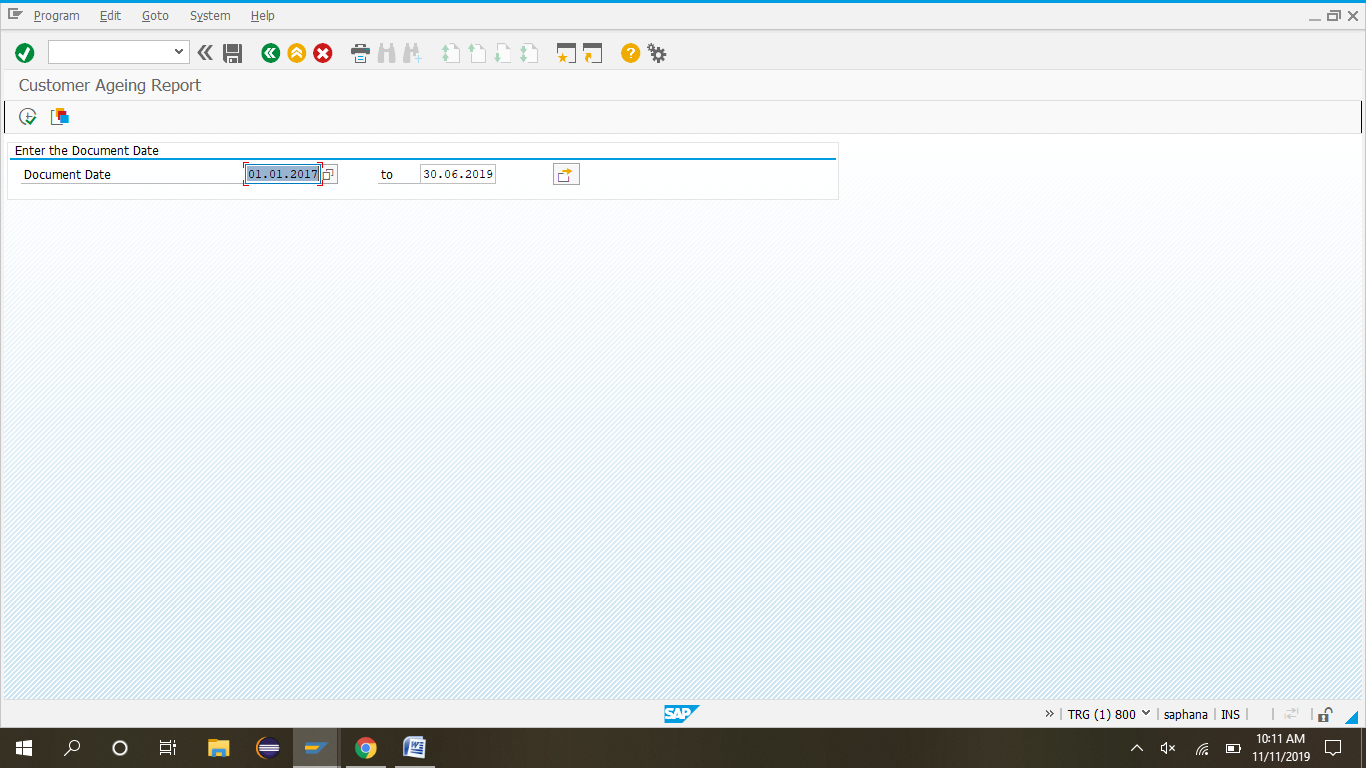 Program Edit Goto System Help
Customer Ageing Report
Enter the Document Date
Document Date 01.01.2017 to 30.06.2019
SAP
TRG (1) 800 saphana INS
10:11 AM
11/11/2019